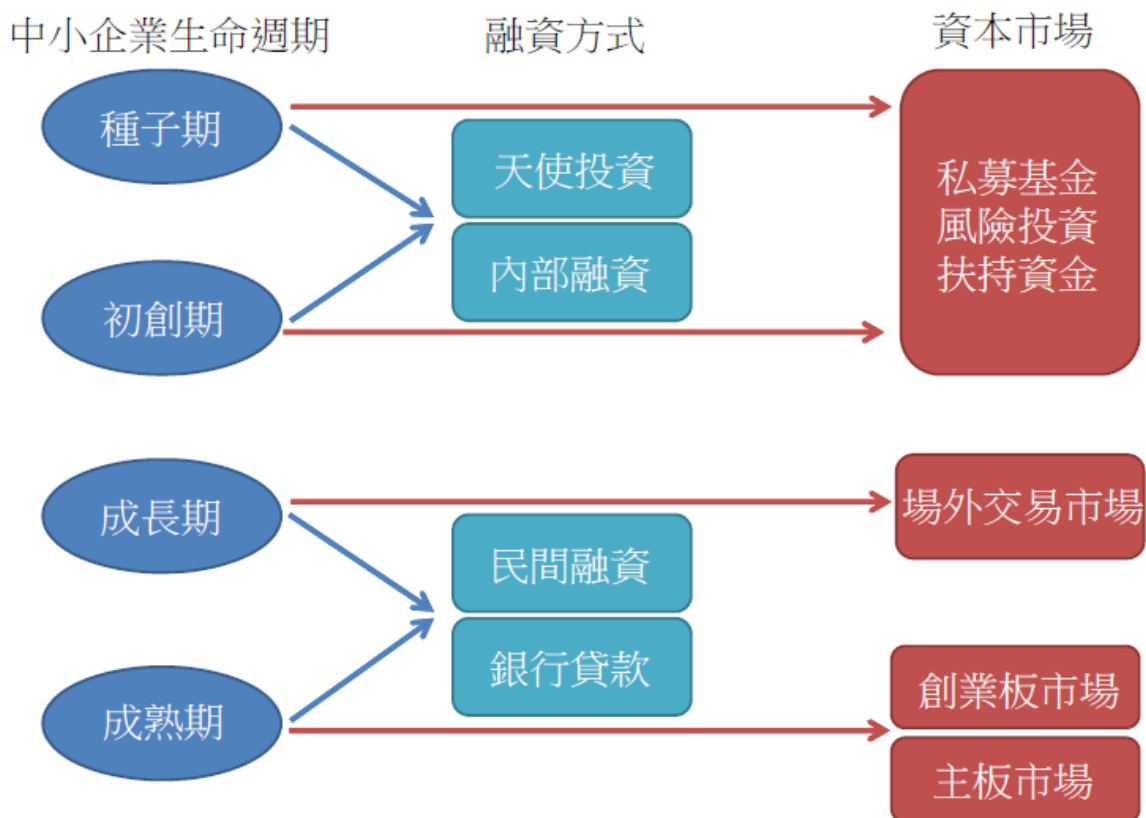 中小企業生命週期
融資方式
資本市場
種子期
天使投資
私募基金
風險投資
扶持資金
內部融資
初創期
成長期
場外交易市場
民間融資
銀行貸款
創業板市場
成熟期
主板市場